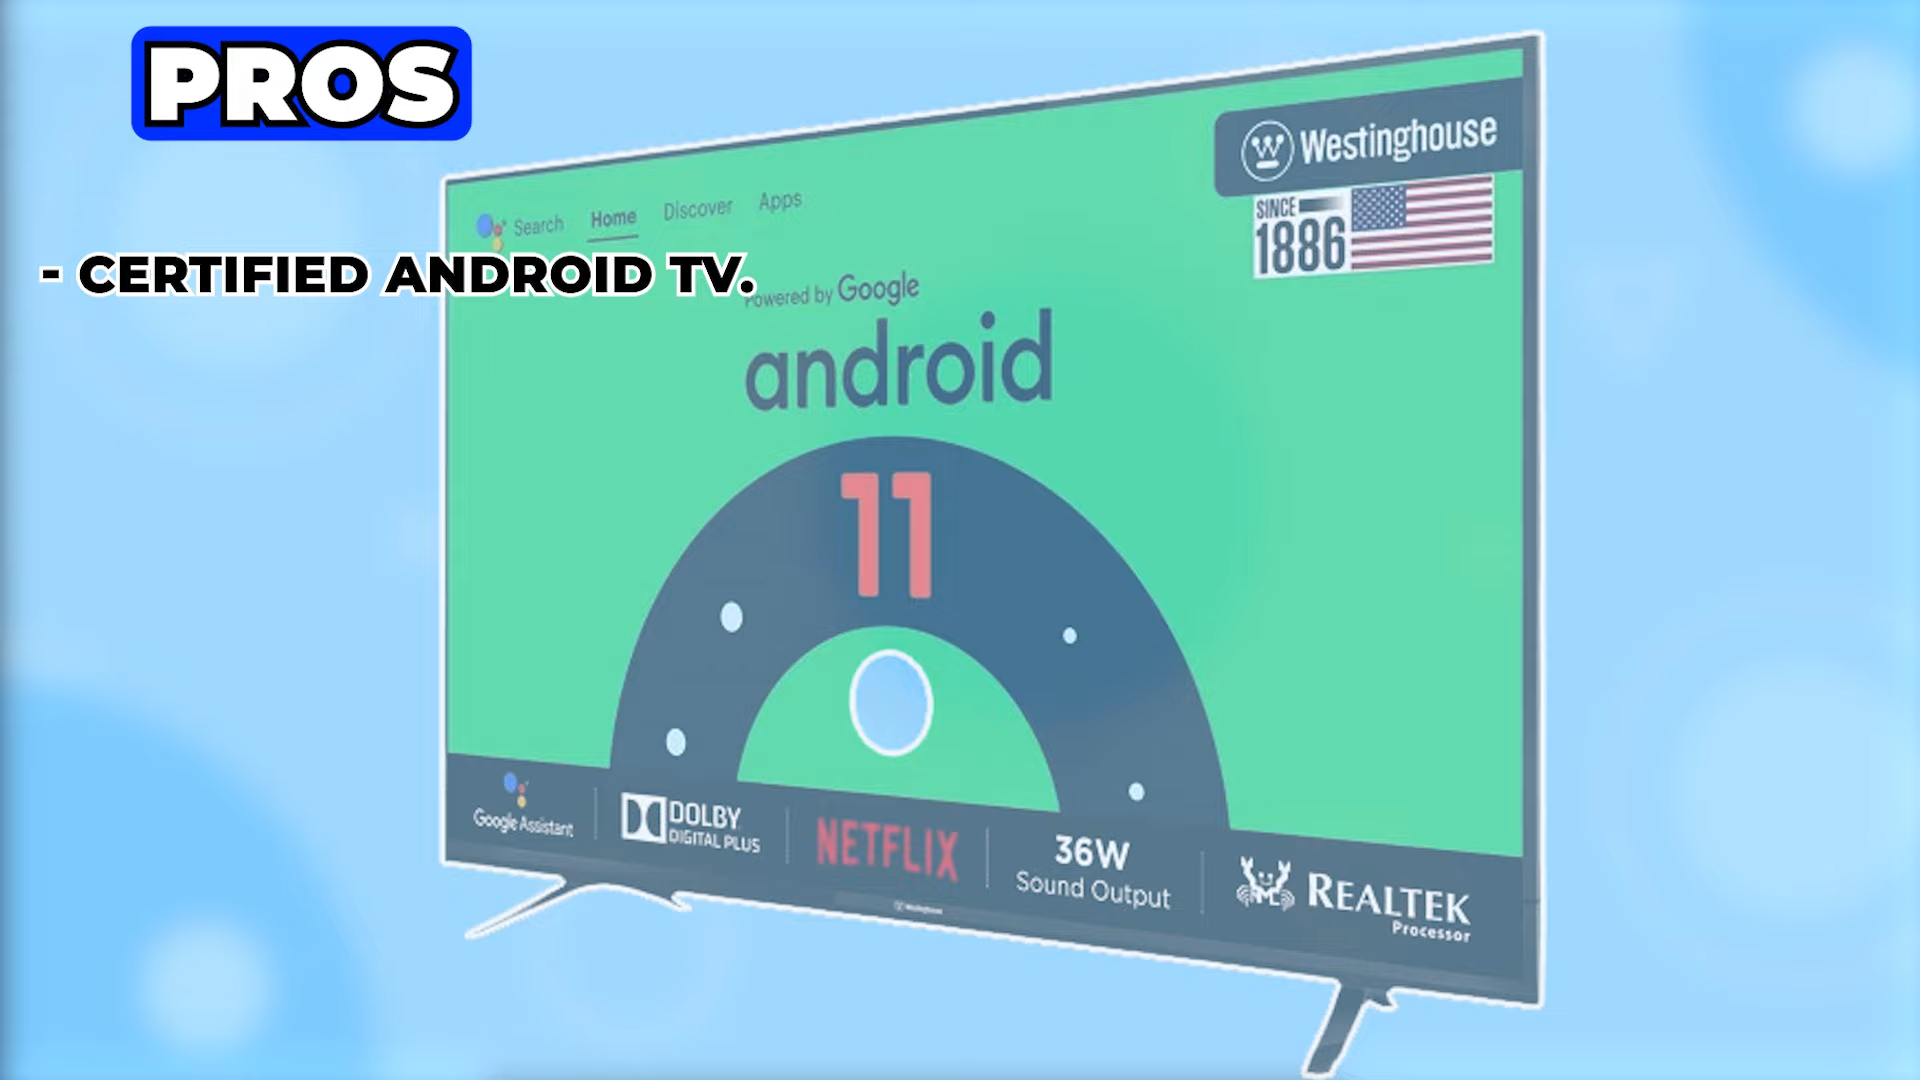 PROS
Westinghouse
SINCE
1886
Search Home Discover Apps
- CERTIFIED ANDROID TV.
Powered by Google
android
11
Google Assistant
DOLBY
DIGITAL PLUS
NETFLIX
36W
Sound Output
REALTEK
Processor
Westinghouse